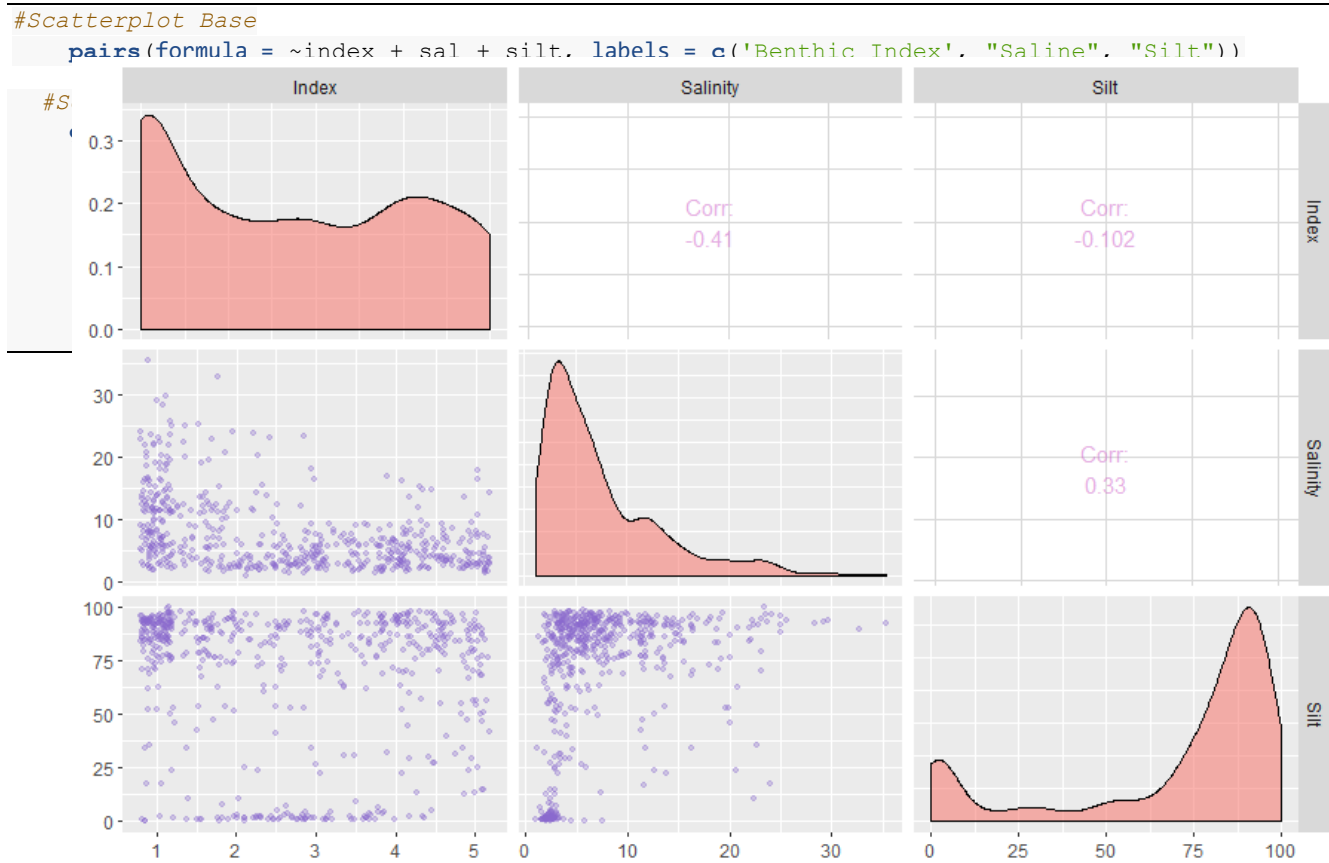 #Scatterplot Base
pairs(formula = ~index + sal + silt, labels = c('Benthic Index', "Saline", "Silt"))
#S
Index Salinity Silt
0.3
0.2
0.1
0.0
Corr:
-0.41
Corr:
-0.102
Index
30
20
10
0
Corr:
0.33
Salinity
100
75
50
25
0
Silt
1 2 3 4 5
0 10 20 30
0 25 50 75 100